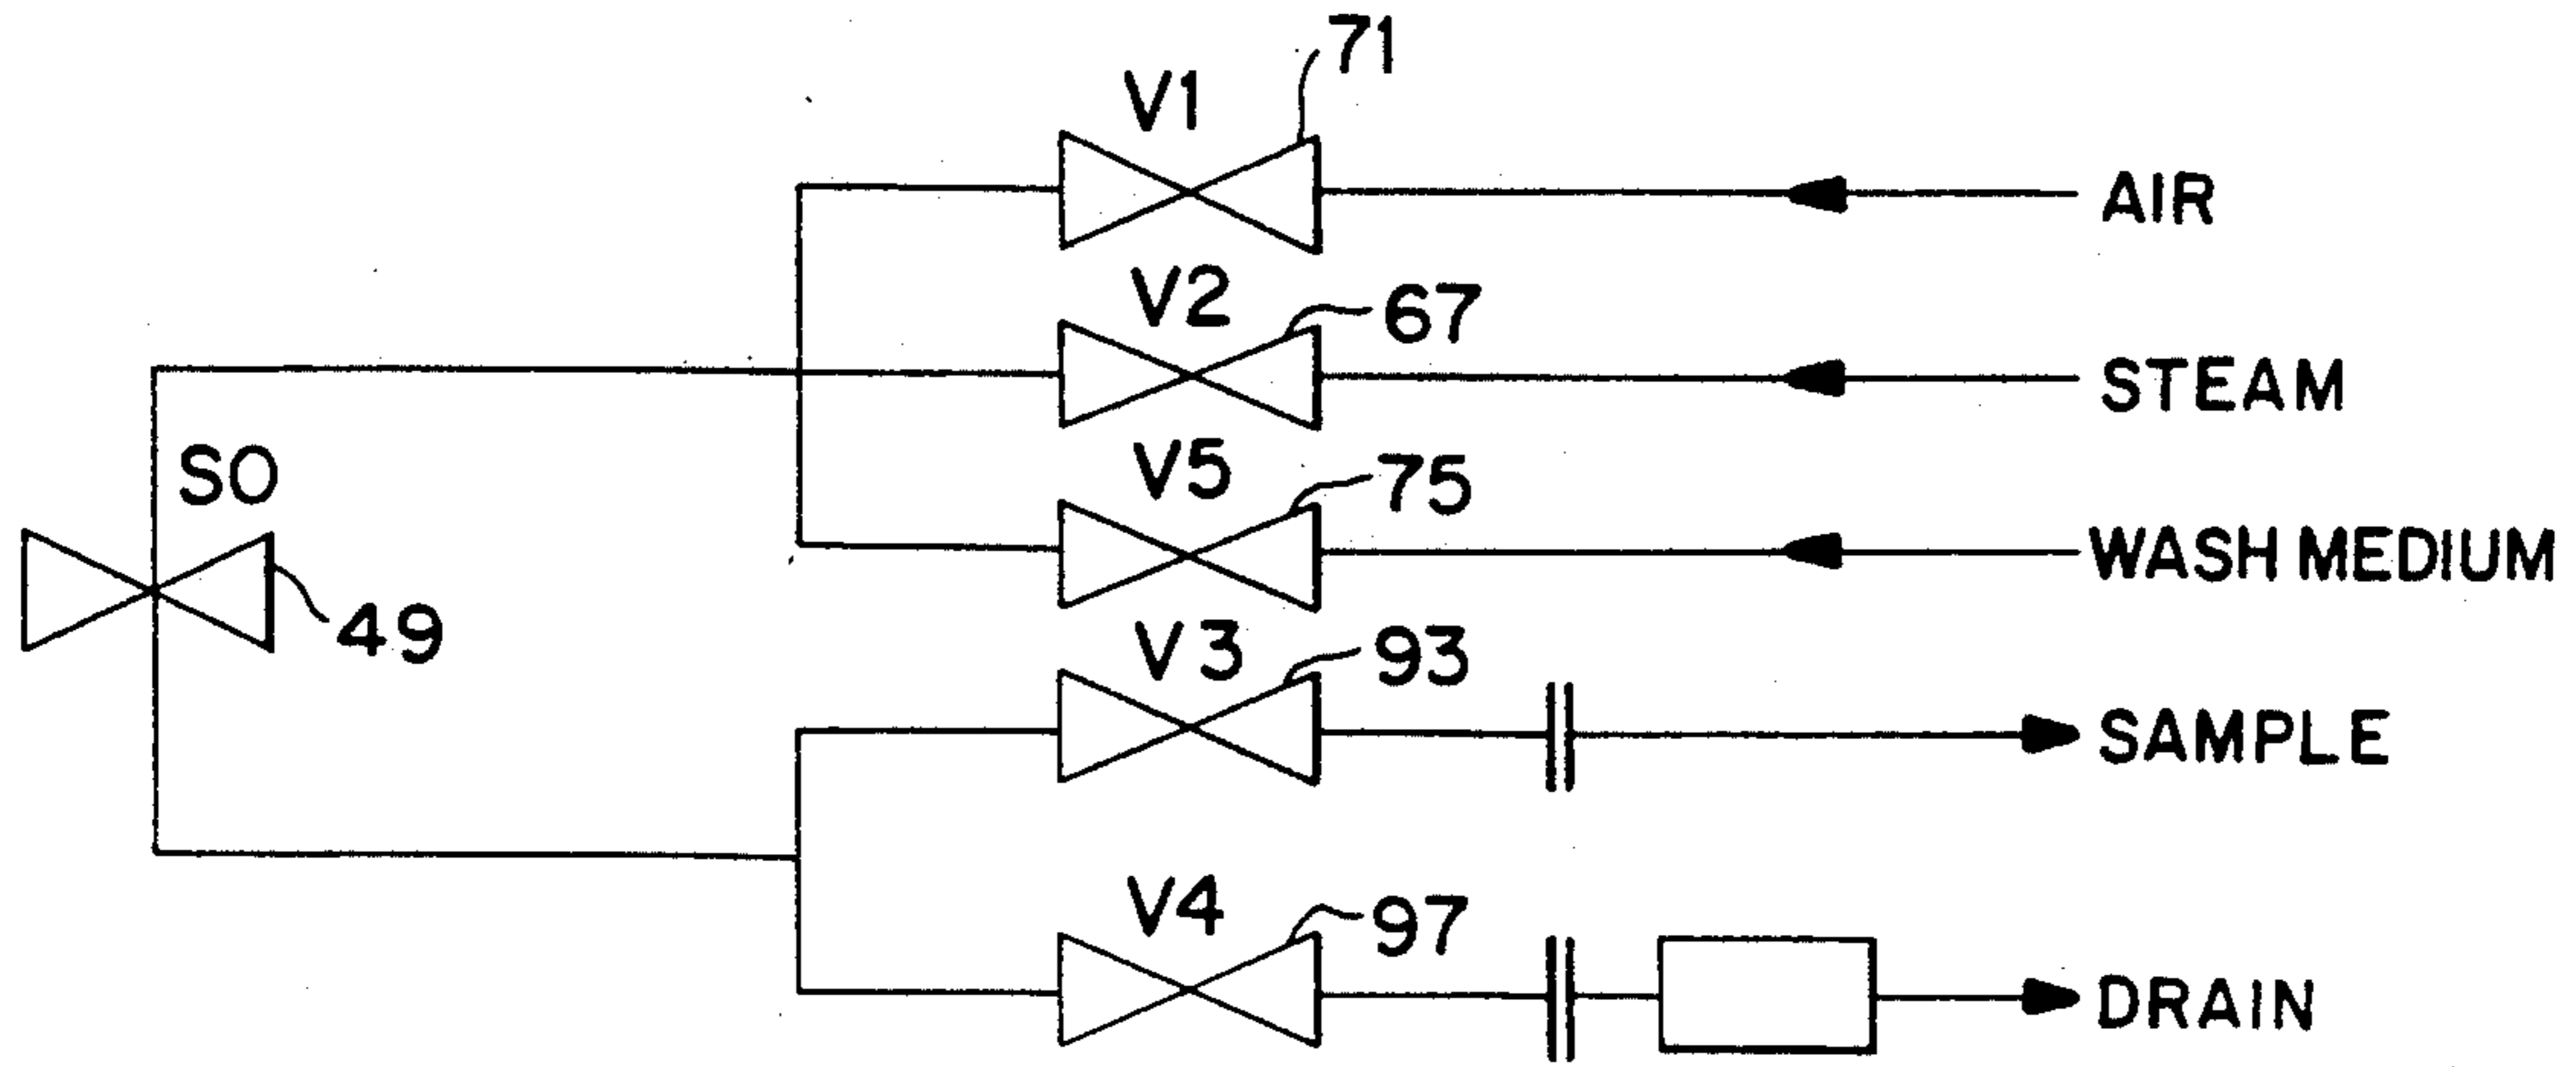 71
V1
AIR
V2
67
STEAM
V5
75
SO
WASH MEDIUM
49
V3
93
SAMPLE
V4
97
DRAIN